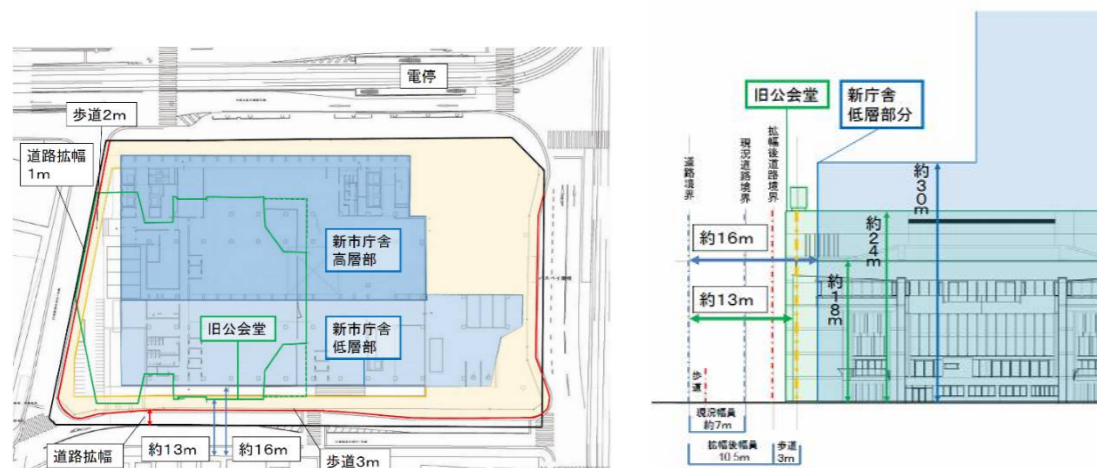 電停
歩道2m
道路拡幅
1m
新市庁舎
高層部
旧公会堂
新市庁舎
低層部
道路拡幅
約13m
約16m
歩道3m
旧公会堂
新庁舎
低層部分
道路境界
現況道路境界
拡幅後道路境界
約30m
約24m
約18m
約16m
約13m
歩道
現況幅員
約7m
拡幅後幅員
10.5m
歩道
3m